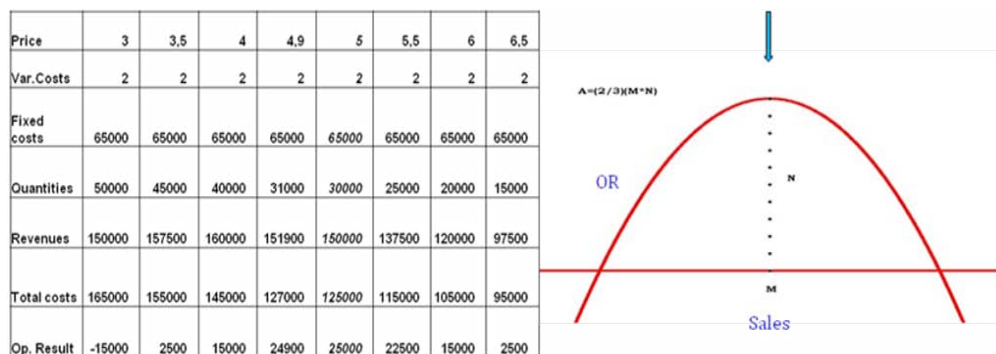 Price 3 3,5 4 4,9 5 5,5 6 6,5
Var.Costs 2 2 2 2 2 2 2 2
Fixed
costs 65000 65000 65000 65000 65000 65000 65000 65000
Quantities 50000 45000 40000 31000 30000 25000 20000 15000
Revenues 150000 157500 160000 151900 150000 137500 120000 97500
Total costs 165000 155000 145000 127000 125000 115000 105000 95000
Op. Result -15000 2500 15000 24900 25000 22500 15000 2500
A=(2/3)(M*N)
OR
N
M
Sales